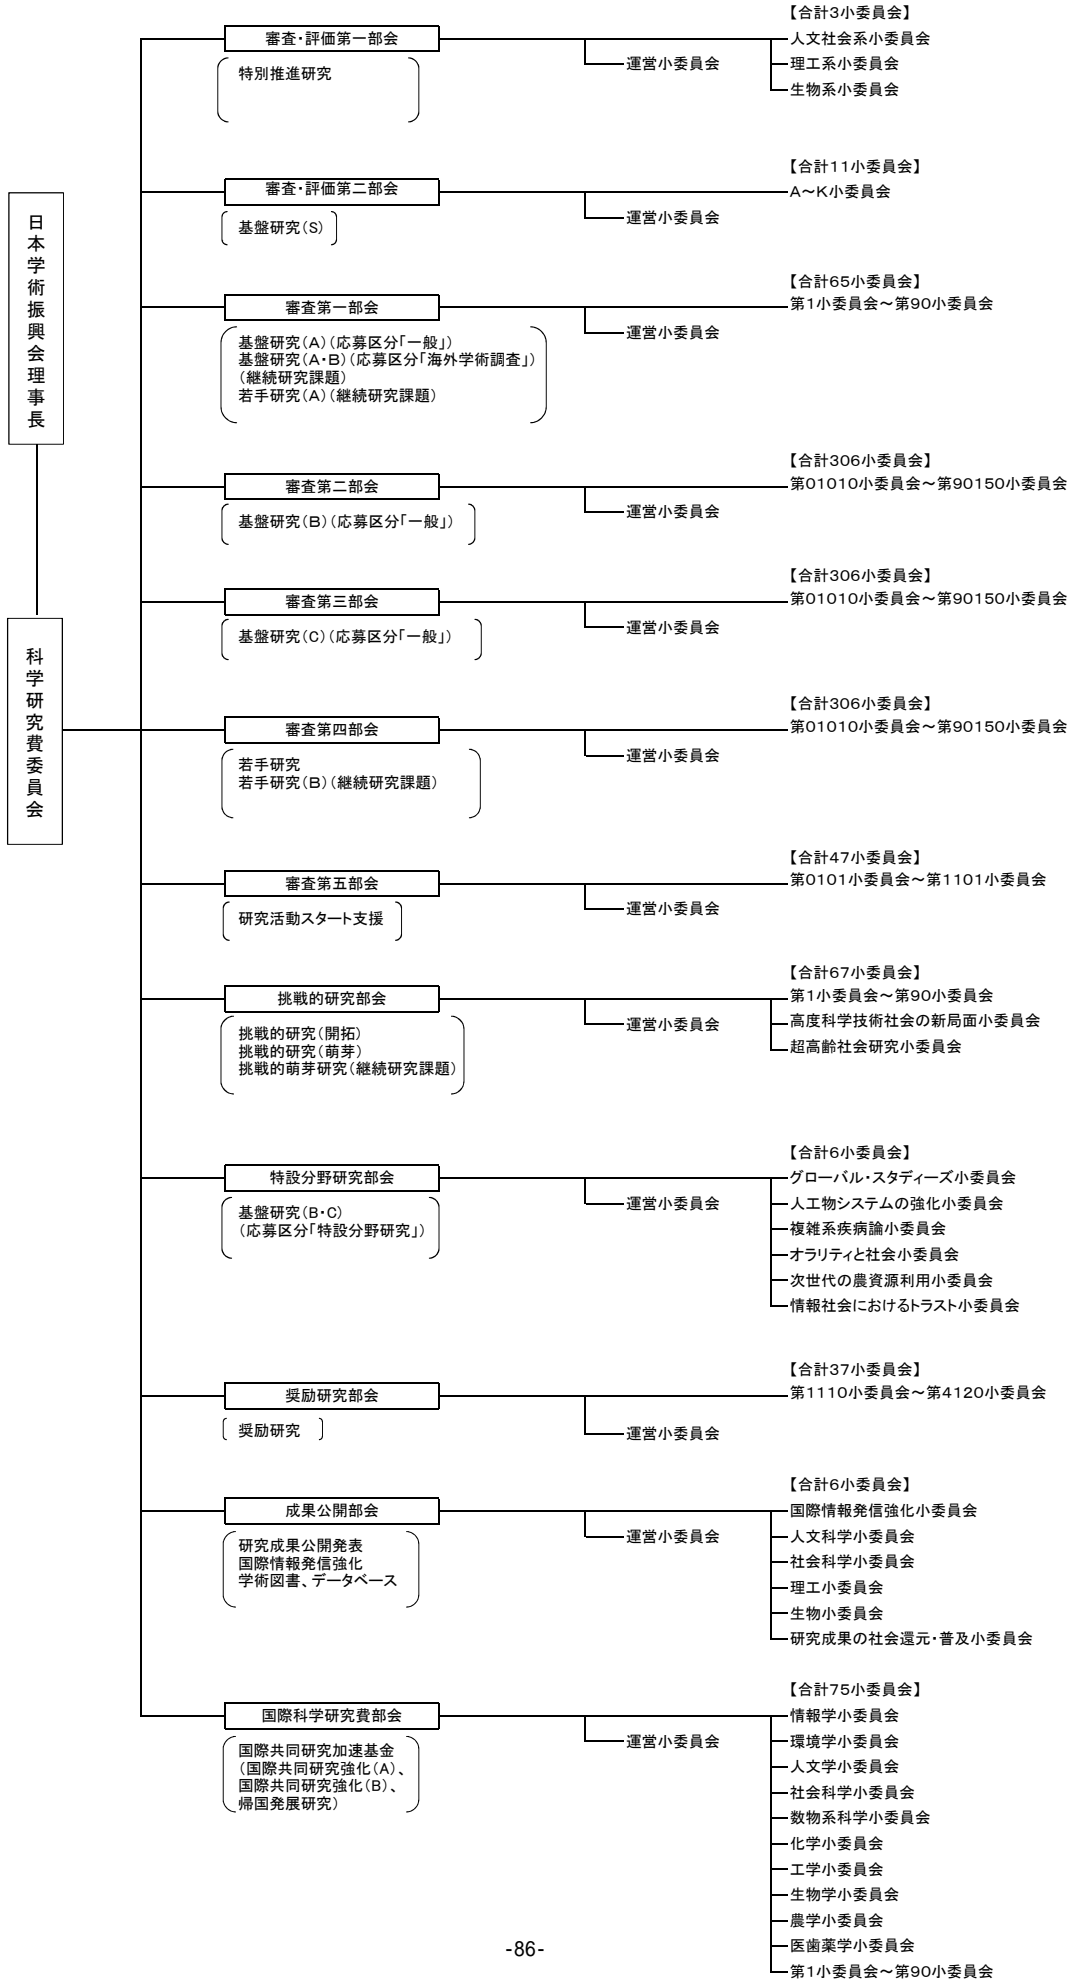 日本学術振興会理事長
科学研究費委員会
審査・評価第一部会
特別推進研究
運営小委員会
【合計3小委員会】
人文社会系小委員会
理工系小委員会
生物系小委員会
審査・評価第二部会
基盤研究(S)
運営小委員会
【合計11小委員会】
A～K小委員会
審査第一部会
基盤研究(A)(応募区分「一般」)
基盤研究(A・B)(応募区分「海外学術調査」)
(継続研究課題)
若手研究(A)(継続研究課題)
運営小委員会
【合計65小委員会】
第1小委員会～第90小委員会
審査第二部会
基盤研究(B)(応募区分「一般」)
運営小委員会
【合計306小委員会】
第01010小委員会～第90150小委員会
審査第三部会
基盤研究(C)(応募区分「一般」)
運営小委員会
【合計306小委員会】
第01010小委員会～第90150小委員会
審査第四部会
若手研究
若手研究(B)(継続研究課題)
運営小委員会
【合計306小委員会】
第01010小委員会～第90150小委員会
審査第五部会
研究活動スタート支援
運営小委員会
【合計47小委員会】
第0101小委員会～第1101小委員会
挑戦的研究部会
挑戦的研究(開拓)
挑戦的研究(萌芽)
挑戦的萌芽研究(継続研究課題)
運営小委員会
【合計67小委員会】
第1小委員会～第90小委員会
高度科学技術社会の新局面小委員会
超高齢社会研究小委員会
特設分野研究部会
基盤研究(B・C)
(応募区分「特設分野研究」)
運営小委員会
【合計6小委員会】
グローバル・スタディーズ小委員会
人工物システムの強化小委員会
複雑系疾病論小委員会
オラリティと社会小委員会
次世代の農資源利用小委員会
情報社会におけるトラスト小委員会
奨励研究部会
奨励研究
運営小委員会
【合計37小委員会】
第1110小委員会～第4120小委員会
成果公開部会
研究成果公開発表
国際情報発信強化
学術図書、データベース
運営小委員会
【合計6小委員会】
国際情報発信強化小委員会
人文科学小委員会
社会科学小委員会
理工小委員会
生物小委員会
研究成果の社会還元・普及小委員会
国際科学研究費部会
国際共同研究加速基金
(国際共同研究強化(A)、
国際共同研究強化(B)、
帰国発展研究)
運営小委員会
【合計75小委員会】
情報学小委員会
環境学小委員会
人文学小委員会
社会科学小委員会
数物系科学小委員会
化学小委員会
工学小委員会
生物学小委員会
農学小委員会
医歯薬学小委員会
第1小委員会～第90小委員会
-86-